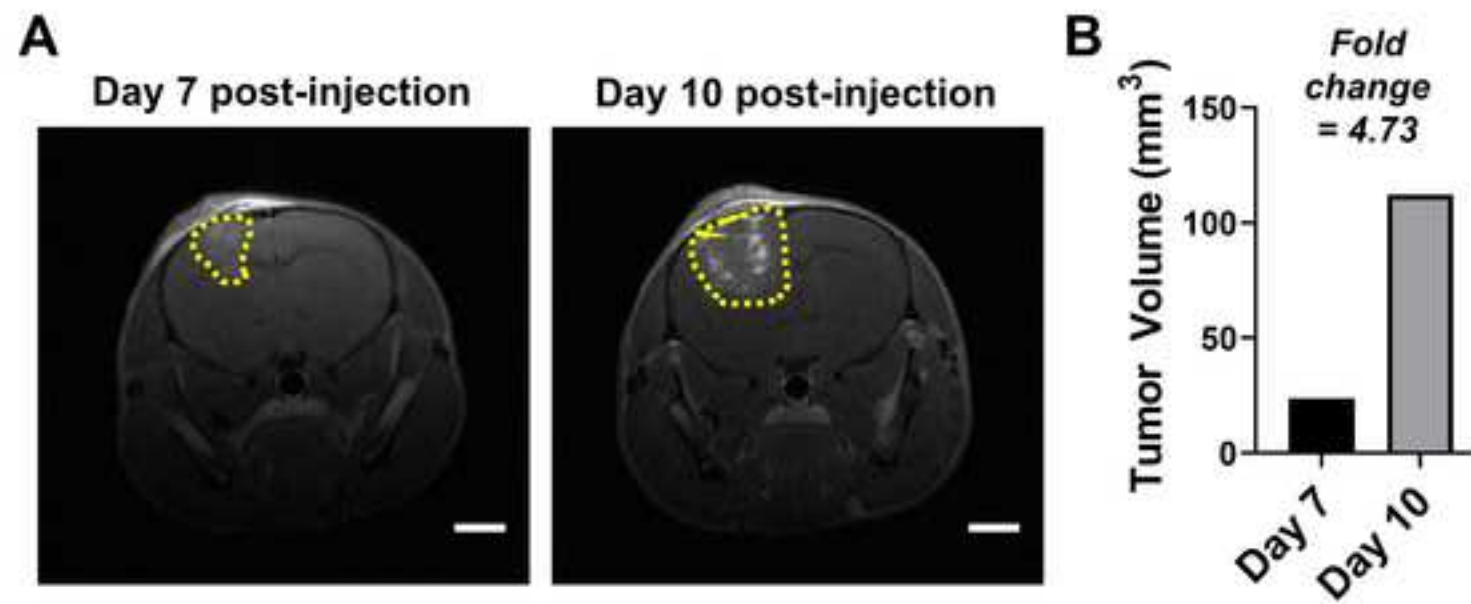 A
Day 7 post-injection
Day 10 post-injection
B
Fold
change
= 4.73
Tumor Volume (mm³)
150
100
50
0
Day 7
Day 10